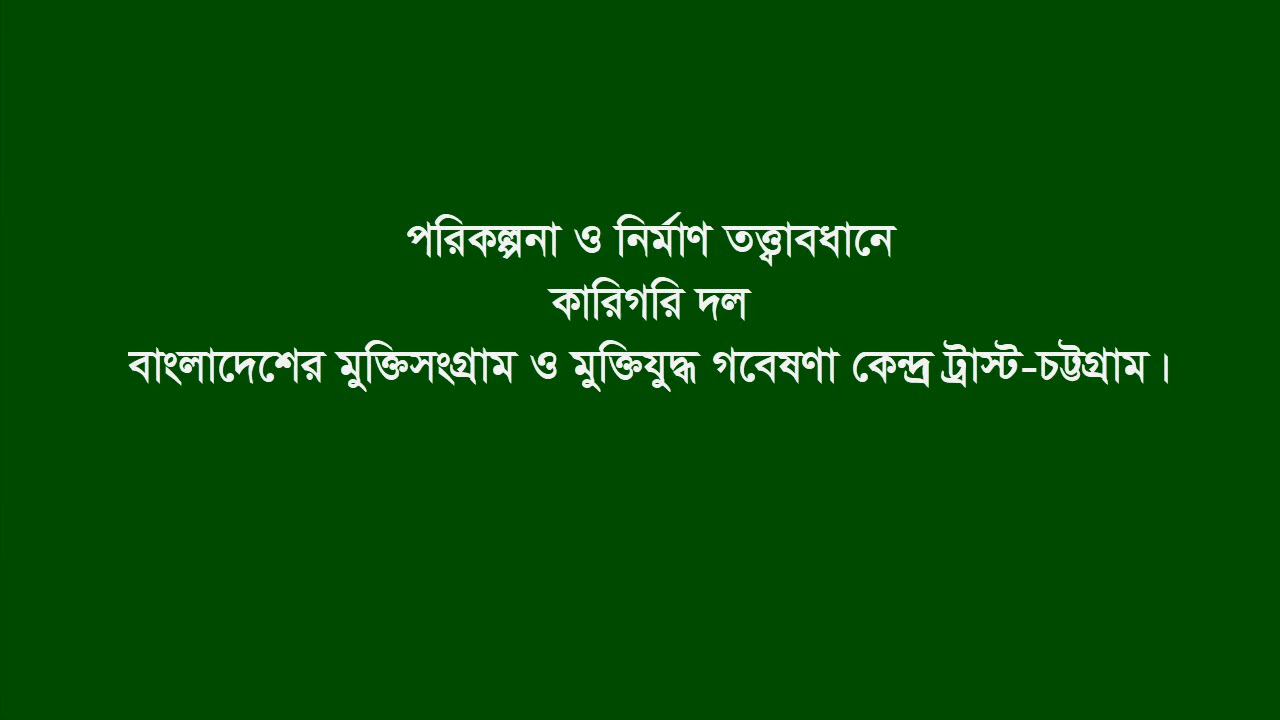 পরিকল্পনা ও নির্মাণ তত্ত্বাবধানে
কারিগরি দল
বাংলাদেশের মুক্তিসংগ্রাম ও মুক্তিযুদ্ধ গবেষণা কেন্দ্র ট্রাস্ট-চট্টগ্রাম।